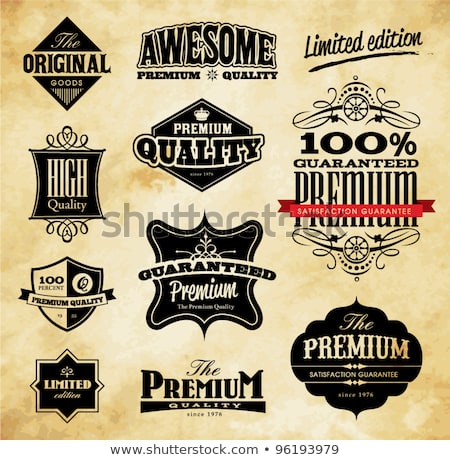 The
ORIGINAL
GOODS
AWESOME
PREMIUM QUALITY
Limited edition
HIGH
Quality
PREMIUM
QUALITY
since 1976
100%
GUARANTEED
PREMIUM
SATISFACTION GUARANTEE
100
PERCENT
Q
PREMIUM QUALITY
GUARANTEED
Premium
The Premium Quality
LIMITED
edition
The
PREMIUM
QUALITY
since 1976
The
PREMIUM
SATISFACTION GUARANTEE
since 1976
shutterstock
www.shutterstock.com · 96193979